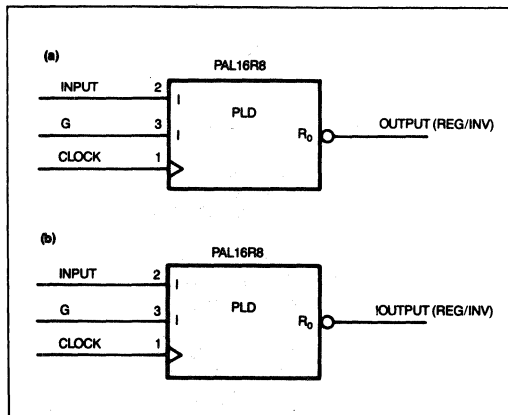 (a)
PAL16R8
INPUT 2 I
PLD
G 3 I
R₀ OUTPUT (REG/INV)
CLOCK 1
(b)
PAL16R8
INPUT 2 I
PLD
G 3 I
R₀ !OUTPUT (REG/INV)
CLOCK 1